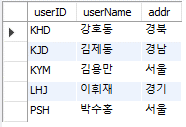 userID userName addr
KHD 강호동 경북
KJD 김제동 경남
KYM 김용만 서울
LHJ 이휘재 경기
PSH 박수홍 서울